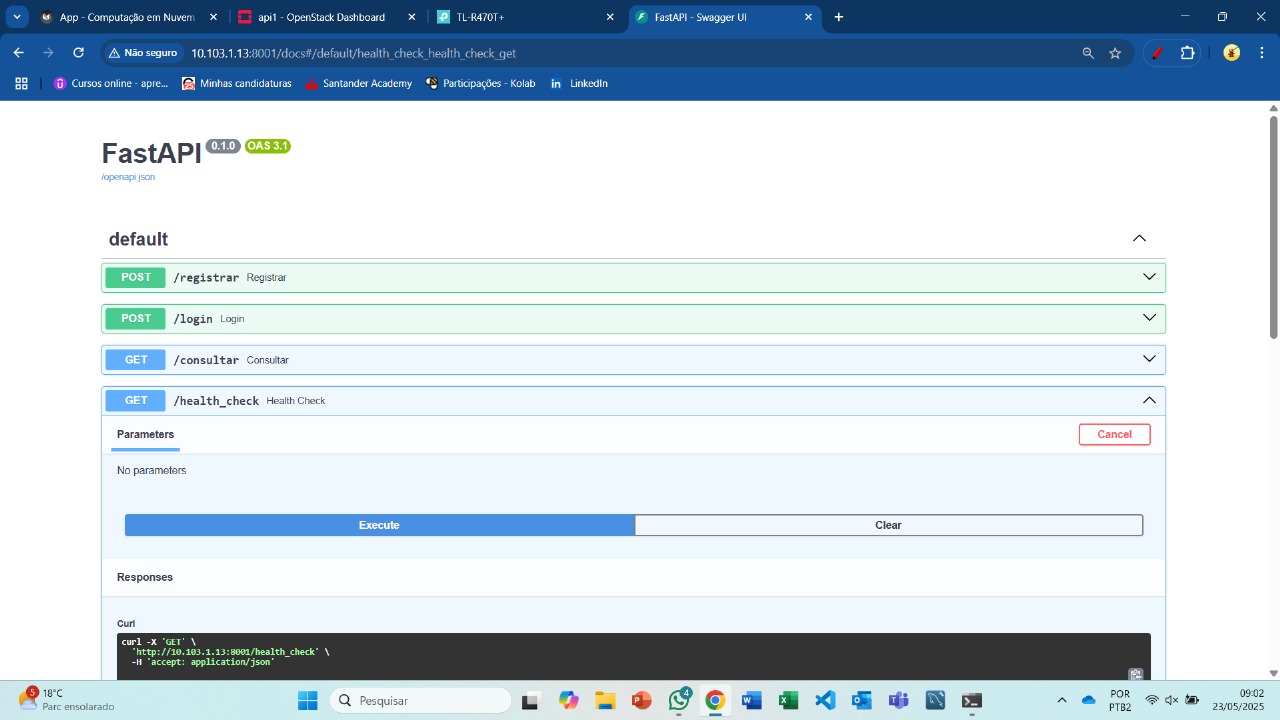 App - Computação em Nuvem
api1 - OpenStack Dashboard
TL-R470T+
FastAPI - Swagger UI
Não seguro
10.103.1.13:8001/docs#/default/health_check_health_check_get
Cursos online - apre...
Minhas candidaturas
Santander Academy
Participações - Kolab
LinkedIn
FastAPI 0.1.0 OAS 3.1
/openapi.json
default
POST /registrar Registrar
POST /login Login
GET /consultar Consultar
GET /health_check Health Check
Parameters
Cancel
No parameters
Execute
Clear
Responses
Curl
curl -X 'GET' \
'http://10.103.1.13:8001/health_check' \
-H 'accept: application/json'
5
18°C
Parc ensolarado
Pesquisar
4
POR
PTB2
09:02
23/05/2025